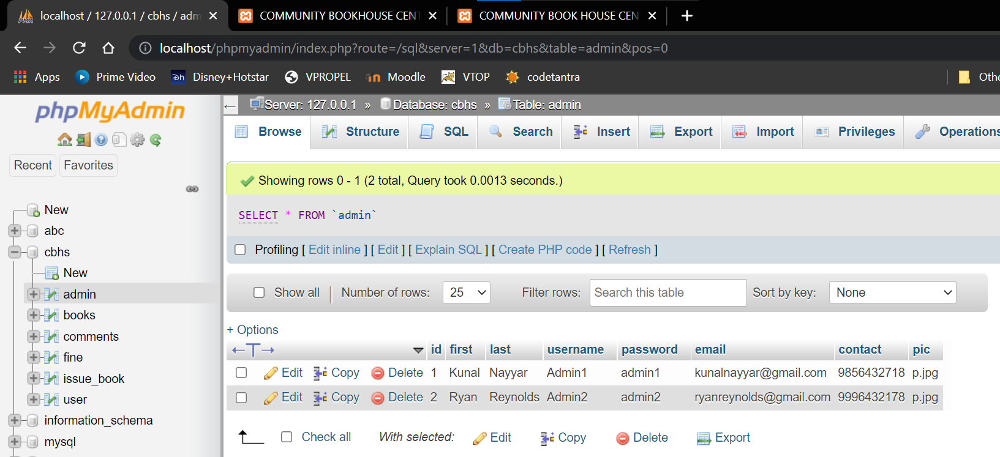 localhost / 127.0.0.1 / cbhs / adm
COMMUNITY BOOKHOUSE CENT
COMMUNITY BOOK HOUSE CEN
localhost/phpmyadmin/index.php?route=/sql&server=1&db=cbhs&table=admin&pos=0
Apps Prime Video Disney+Hotstar VPROPEL Moodle VTOP codetantra Othe
phpMyAdmin
Recent Favorites
New
abc
cbhs
New
admin
books
comments
fine
issue_book
user
information_schema
mysql
Server: 127.0.0.1 » Database: cbhs » Table: admin
Browse Structure SQL Search Insert Export Import Privileges Operations
Showing rows 0 - 1 (2 total, Query took 0.0013 seconds.)
SELECT * FROM `admin`
Profiling [ Edit inline ] [ Edit ] [ Explain SQL ] [ Create PHP code ] [ Refresh ]
Show all | Number of rows: 25 Filter rows: Search this table Sort by key: None
+ Options
←T→ id first last username password email contact pic
Edit Copy Delete 1 Kunal Nayyar Admin1 admin1 kunalnayyar@gmail.com 9856432718 p.jpg
Edit Copy Delete 2 Ryan Reynolds Admin2 admin2 ryanreynolds@gmail.com 9996432178 p.jpg
Check all With selected: Edit Copy Delete Export